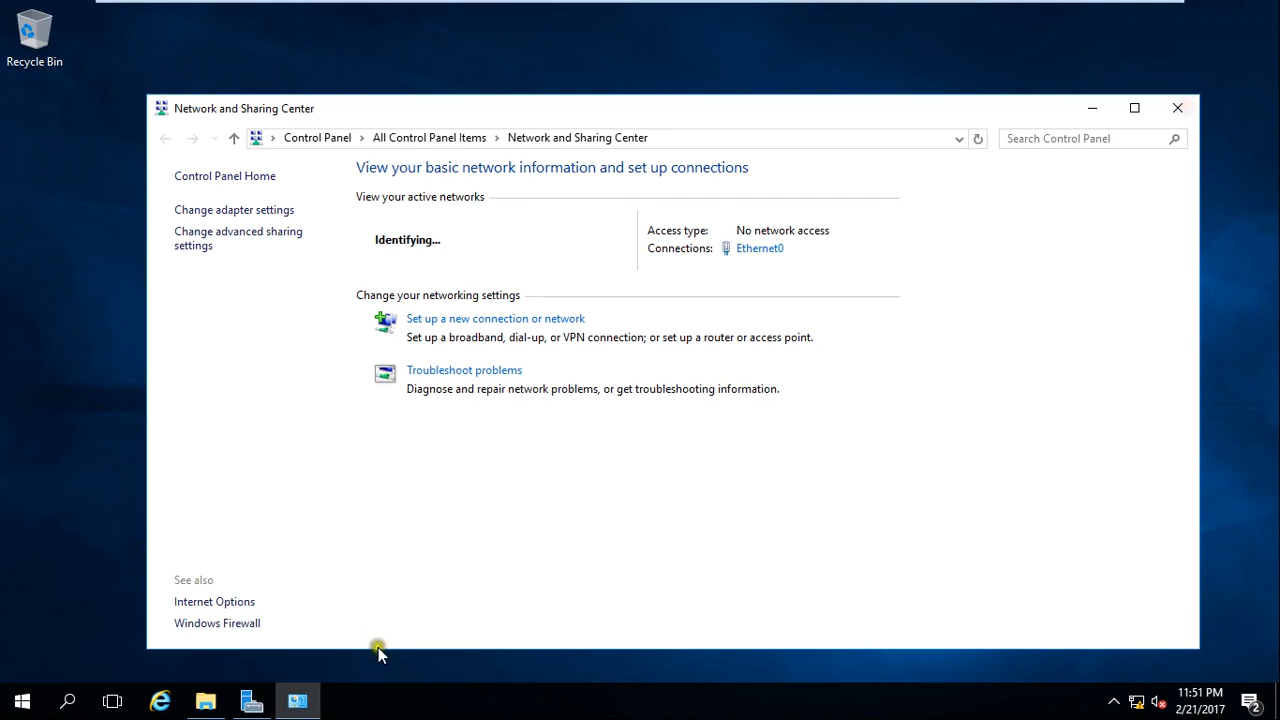 Recycle Bin
Network and Sharing Center
Control Panel > All Control Panel Items > Network and Sharing Center
Search Control Panel
Control Panel Home
Change adapter settings
Change advanced sharing
settings
View your basic network information and set up connections
View your active networks
Identifying...
Access type: No network access
Connections: Ethernet0
Change your networking settings
Set up a new connection or network
Set up a broadband, dial-up, or VPN connection; or set up a router or access point.
Troubleshoot problems
Diagnose and repair network problems, or get troubleshooting information.
See also
Internet Options
Windows Firewall
11:51 PM
2/21/2017
2